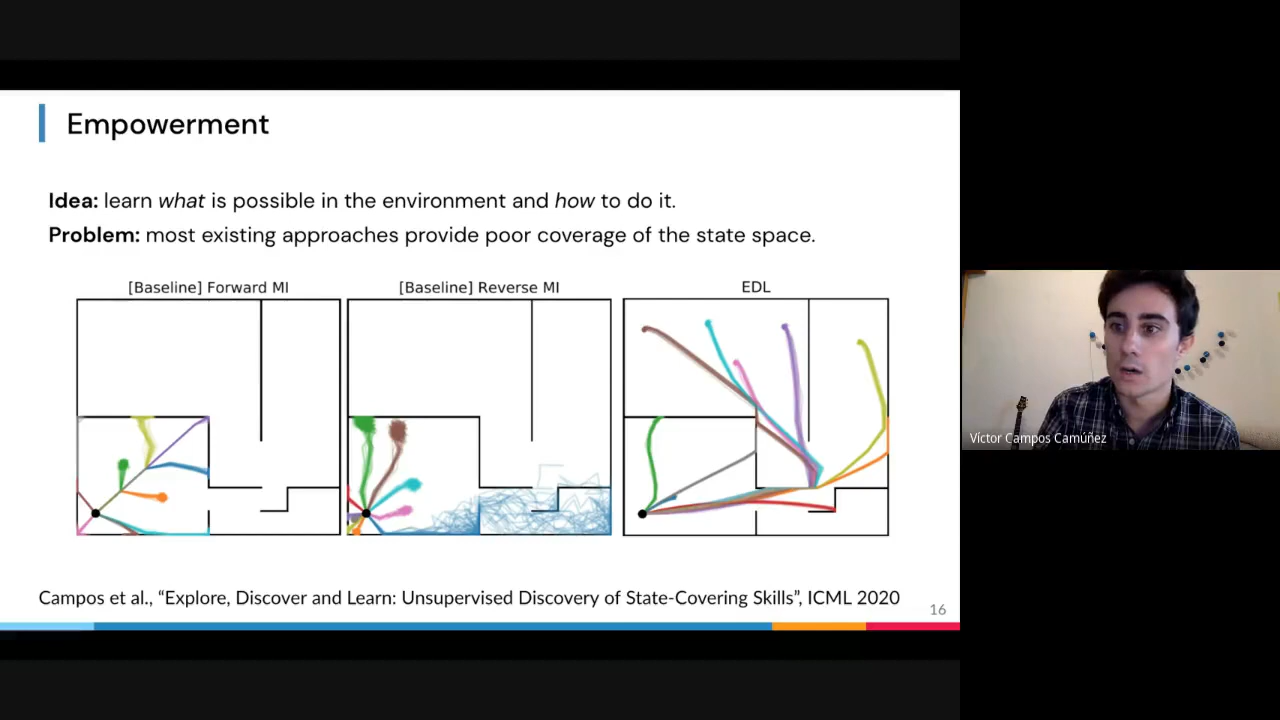 Empowerment
Idea: learn what is possible in the environment and how to do it.
Problem: most existing approaches provide poor coverage of the state space.
[Baseline] Forward MI
[Baseline] Reverse MI
EDL
Campos et al., “Explore, Discover and Learn: Unsupervised Discovery of State-Covering Skills”, ICML 2020
16
Víctor Campos Camúñez